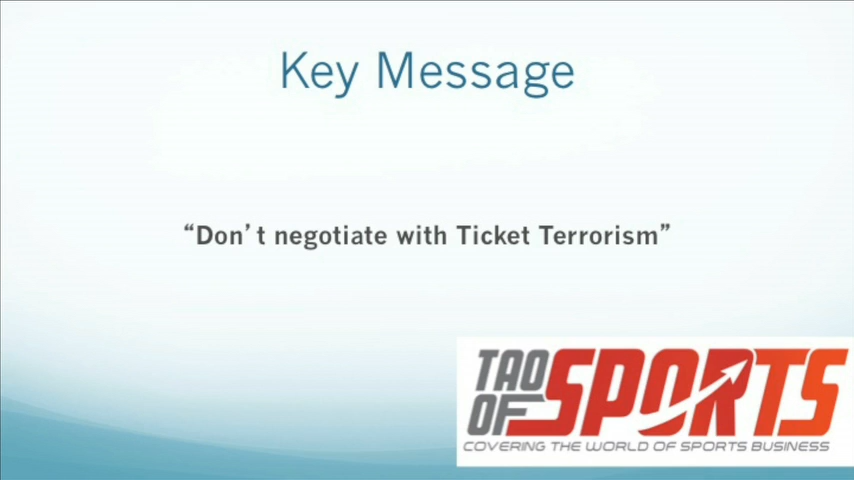 Key Message
“Don’t negotiate with Ticket Terrorism”
TAO OF SPORTS
COVERING THE WORLD OF SPORTS BUSINESS